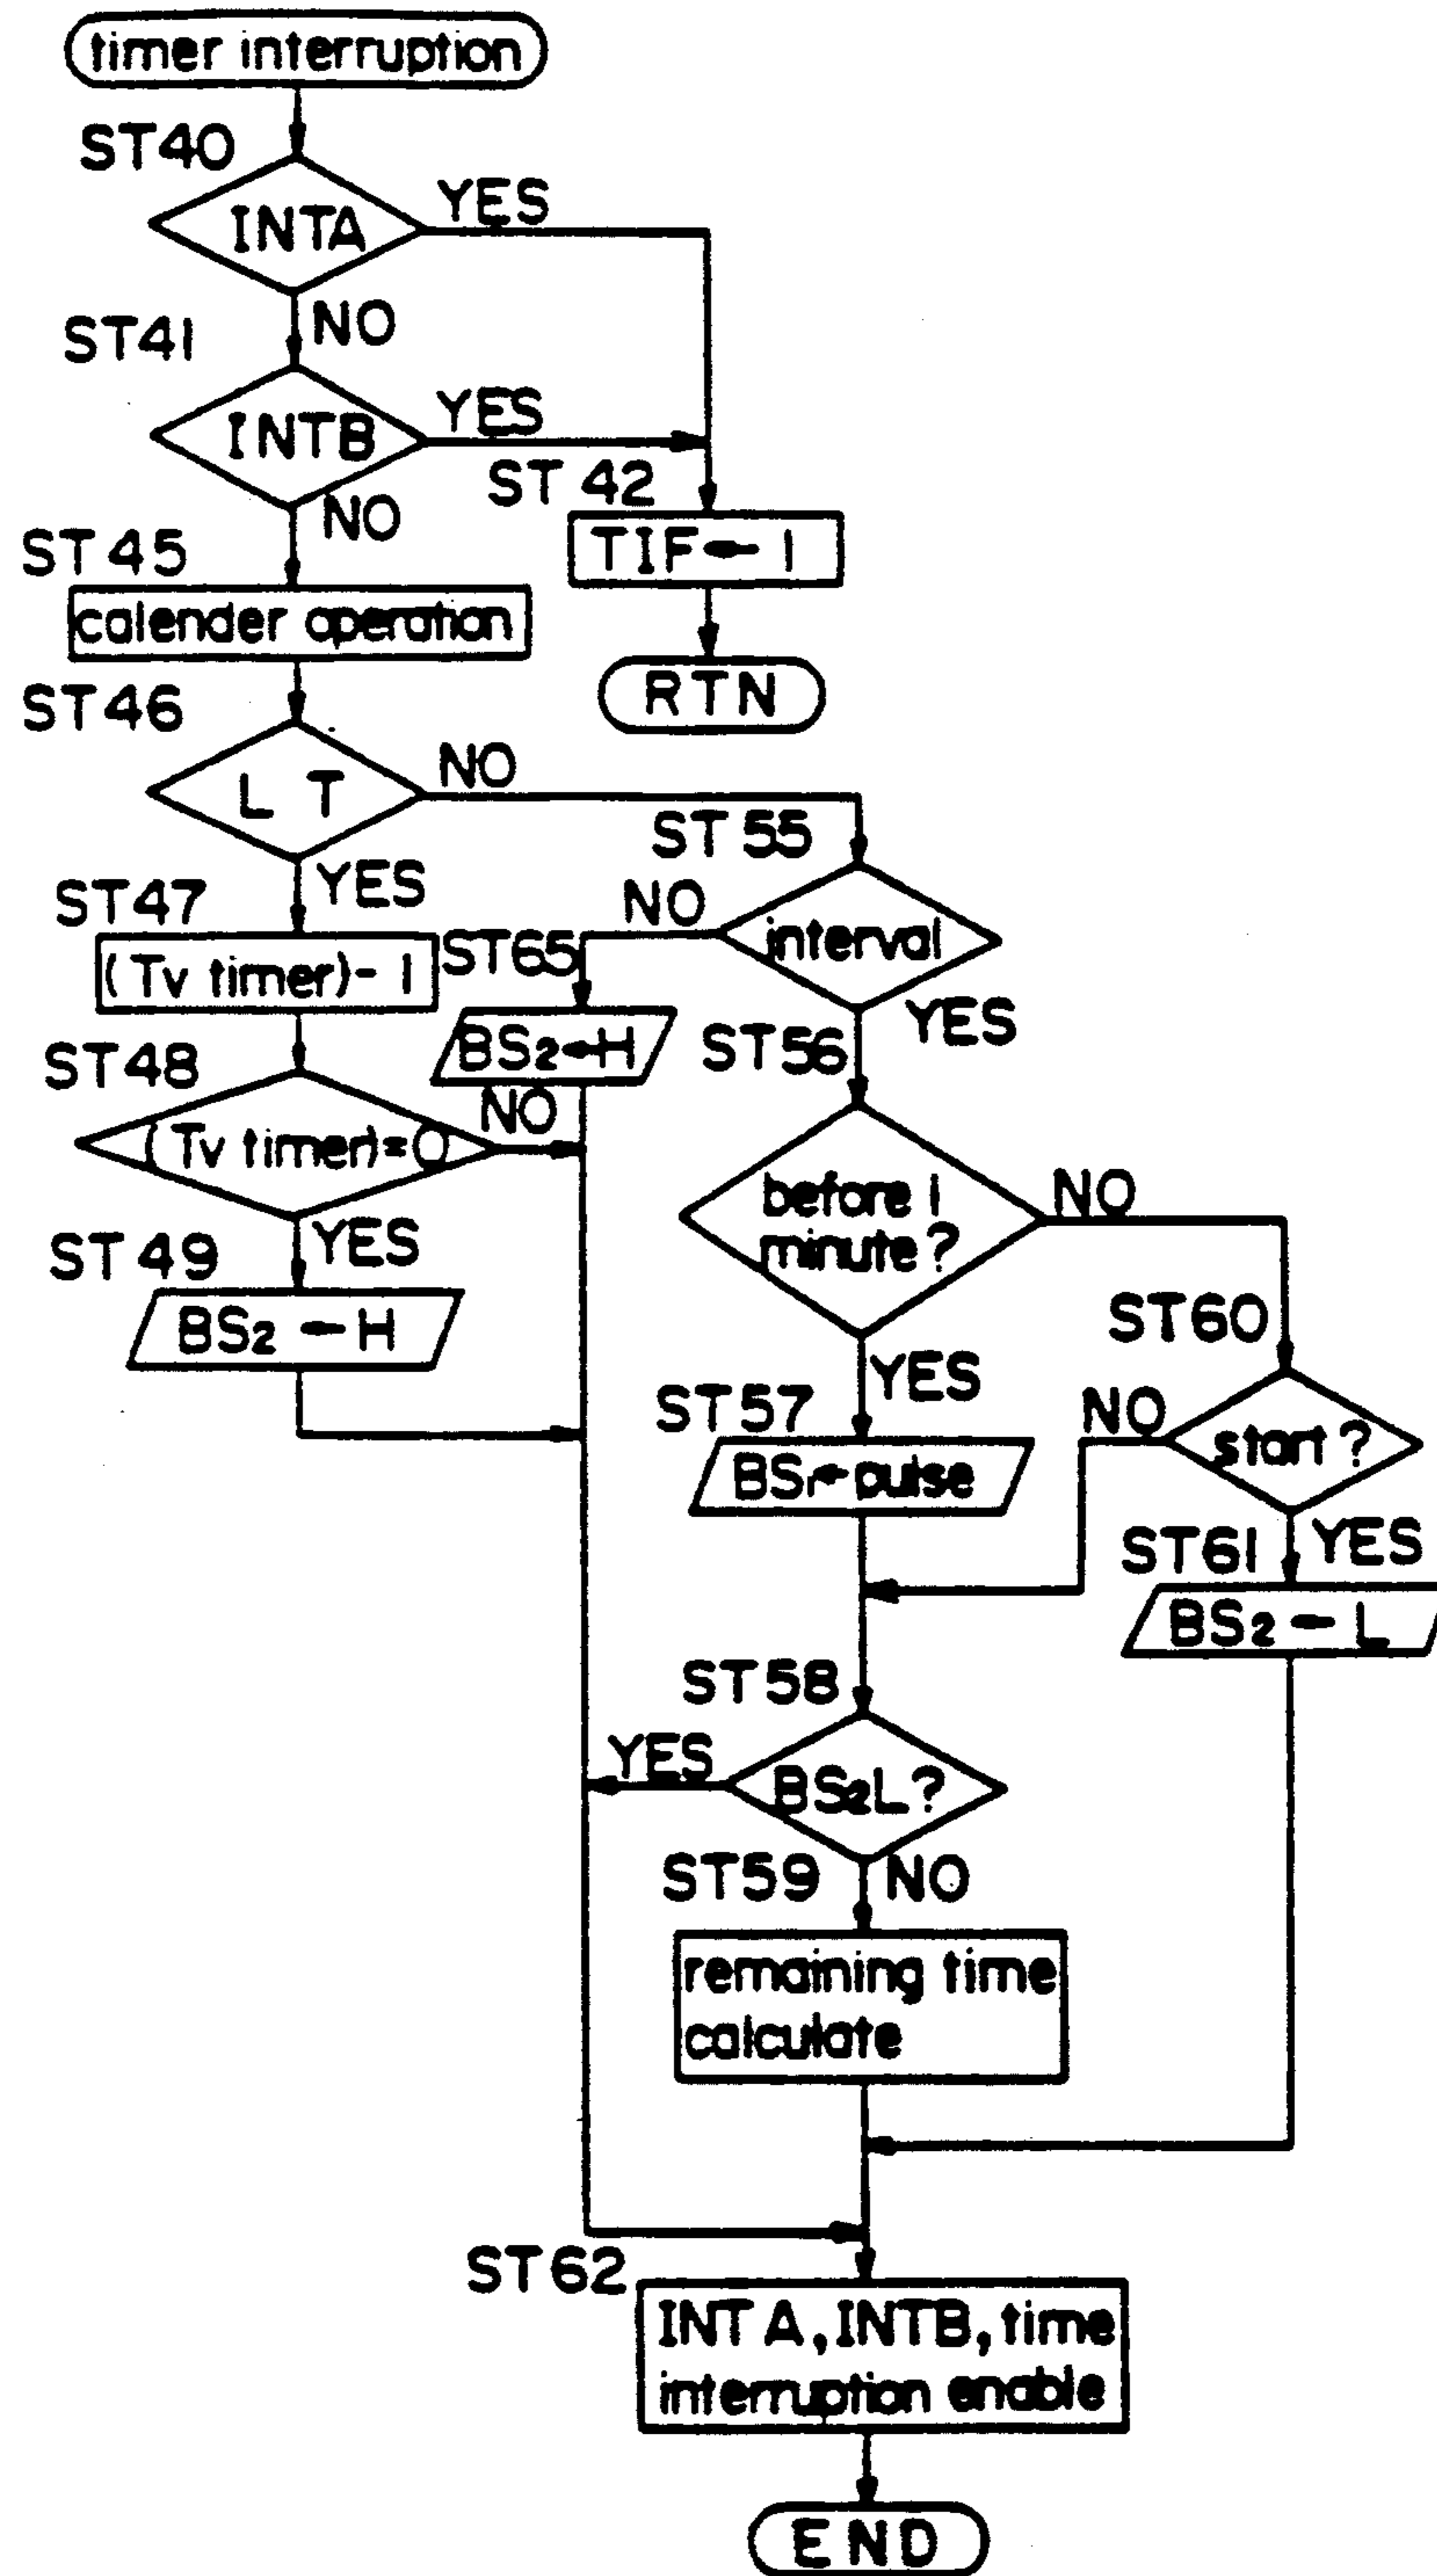 timer interruption
ST40
INTA
YES
NO
ST41
INTB
YES
ST 42
NO
TIF ← 1
ST 45
calender operation
RTN
ST46
L T
NO
ST 55
YES
NO
interval
ST47
ST65
(Tv timer) - 1
YES
BS₂ ← H
ST56
ST48
NO
(Tv timer) = 0
before 1
minute ?
NO
ST 49
YES
ST60
BS₂ ← H
YES
ST57
NO
start ?
BS₁ ← pulse
ST61
YES
BS₂ ← L
ST58
YES
BS₂L?
ST59
NO
remaining time
calculate
ST62
INTA, INTB, time
interruption enable
END